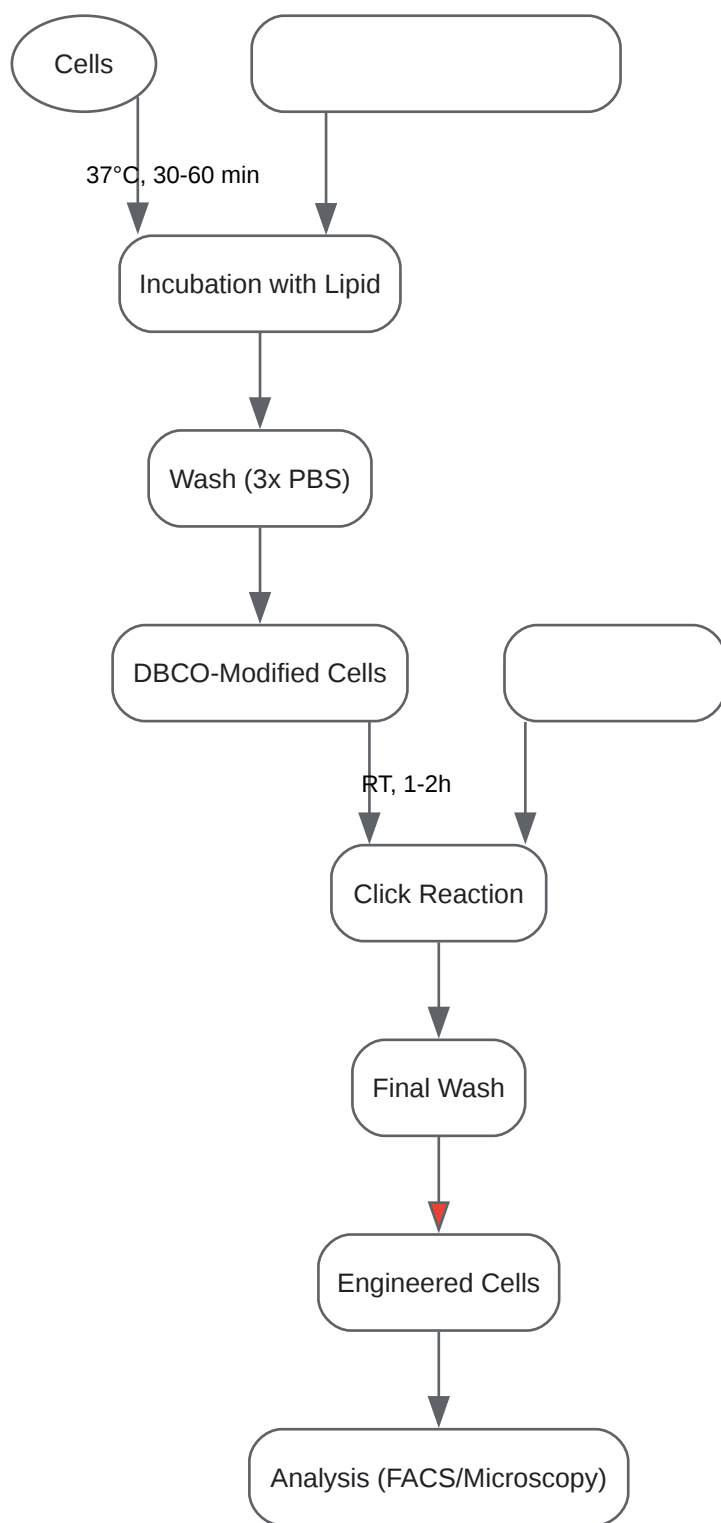 Cells
37°C, 30-60 min
Incubation with Lipid
Wash (3x PBS)
DBCO-Modified Cells
RT, 1-2h
Click Reaction
Final Wash
Engineered Cells
Analysis (FACS/Microscopy)